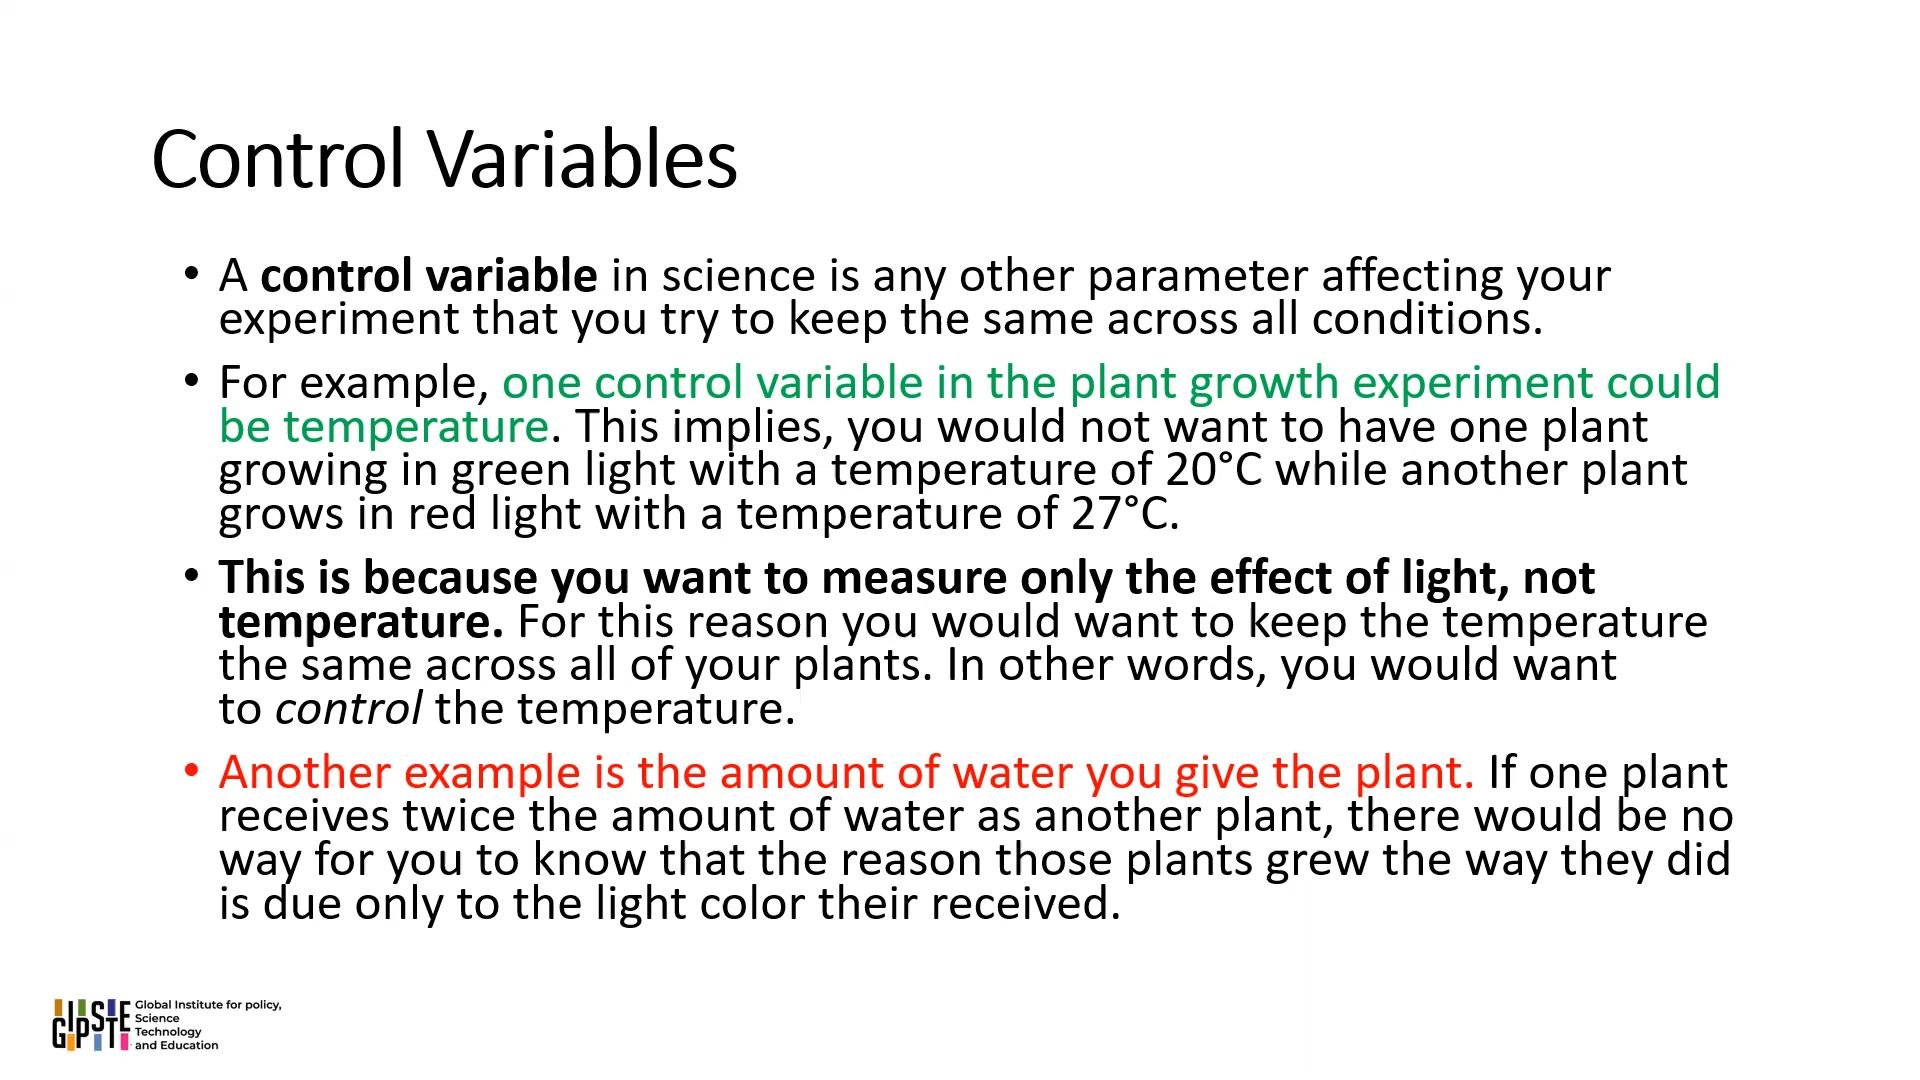 Control Variables
• A control variable in science is any other parameter affecting your
experiment that you try to keep the same across all conditions.
• For example, one control variable in the plant growth experiment could
be temperature. This implies, you would not want to have one plant
growing in green light with a temperature of 20°C while another plant
grows in red light with a temperature of 27°C.
• This is because you want to measure only the effect of light, not
temperature. For this reason you would want to keep the temperature
the same across all of your plants. In other words, you would want
to control the temperature.
• Another example is the amount of water you give the plant. If one plant
receives twice the amount of water as another plant, there would be no
way for you to know that the reason those plants grew the way they did
is due only to the light color their received.
GIPSTE
Global Institute for policy,
Science
Technology
and Education